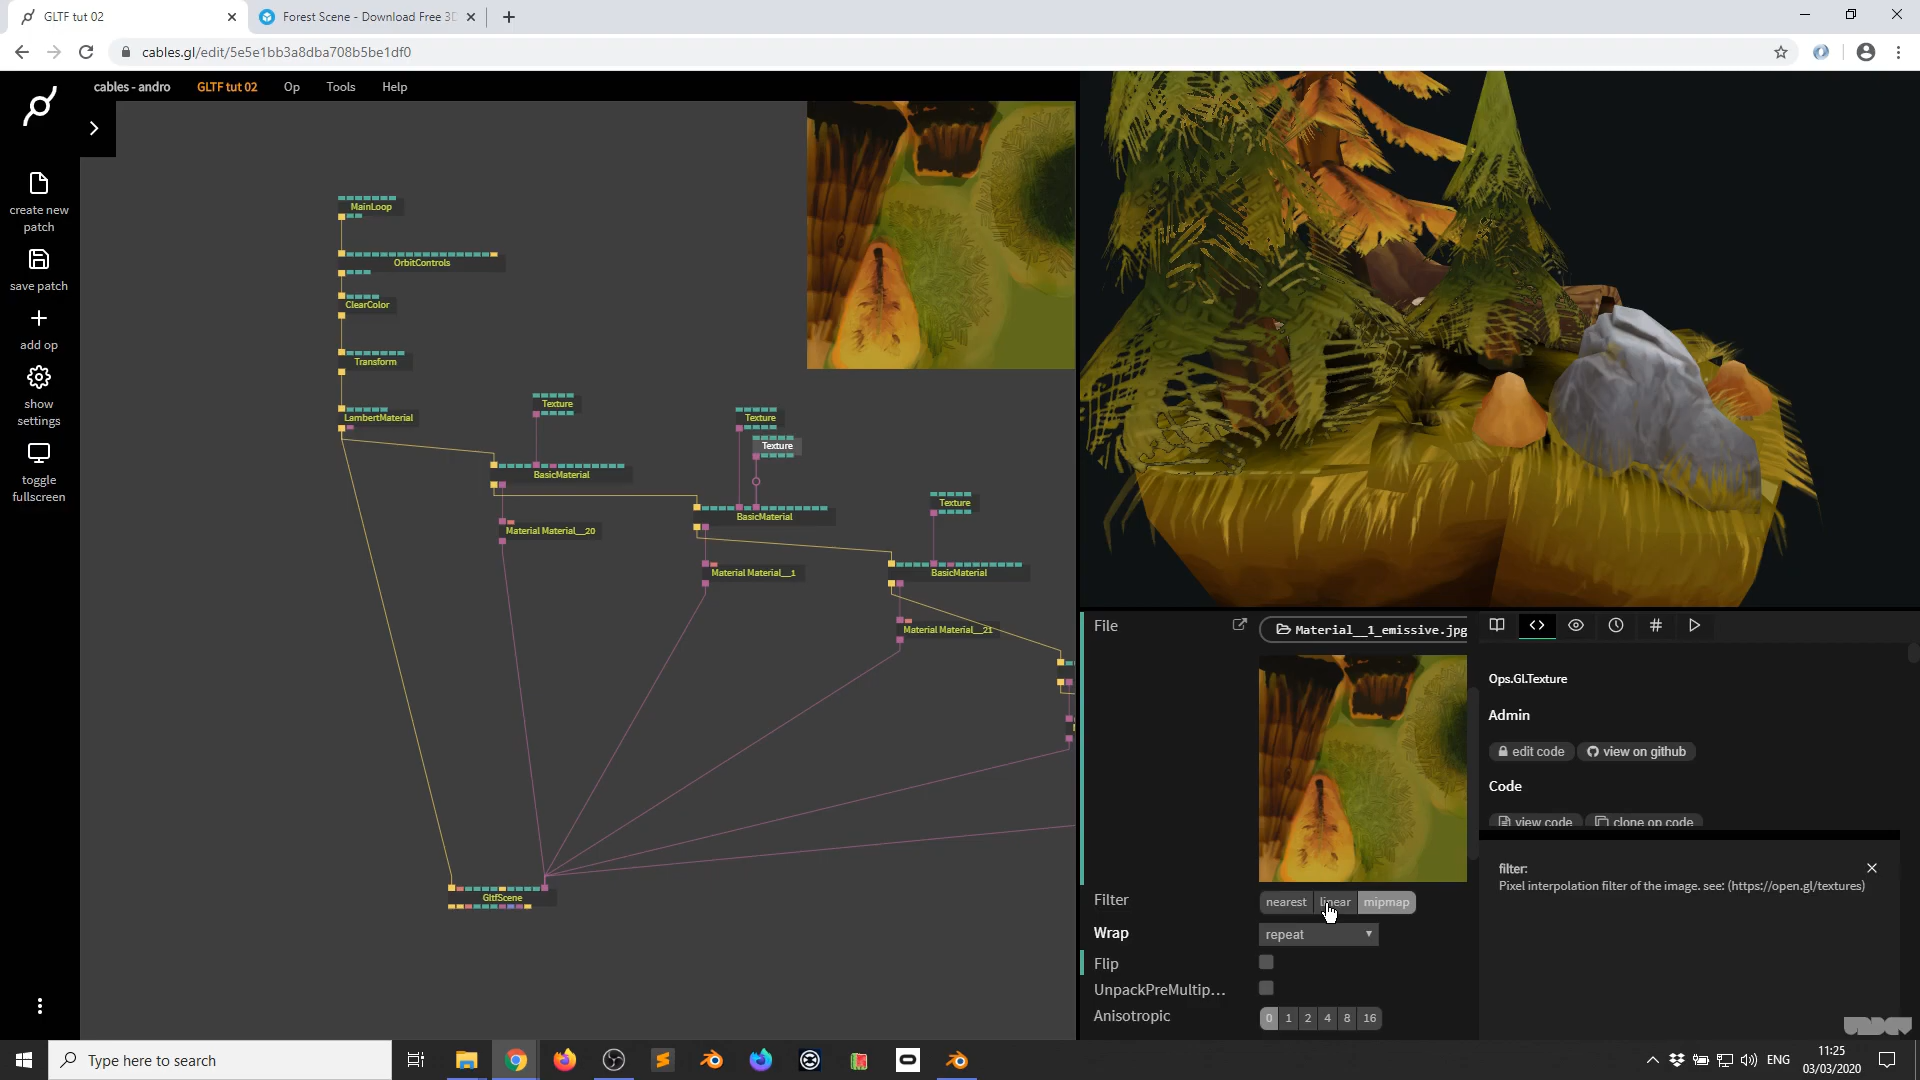 GLTF tut 02
Forest Scene - Download Free 3D
cables.gl/edit/5e5e1bb3a8dba708b5be1df0
cables - andro
GLTF tut 02
Op
Tools
Help
create new
patch
save patch
add op
show
settings
toggle
fullscreen
MainLoop
OrbitControls
ClearColor
Transform
LambertMaterial
Texture
Texture
Texture
BasicMaterial
Texture
BasicMaterial
Material Material__20
Material Material__1
BasicMaterial
Material Material__21
GltfScene
File
Material__1_emissive.jpg
Filter
nearest
linear
mipmap
Wrap
repeat
Flip
UnpackPreMultip...
Anisotropic
0 1 2 4 8 16
Ops.Gl.Texture
Admin
edit code
view on github
Code
view code
clone op code
filter:
Pixel interpolation filter of the image. see: (https://open.gl/textures)
UNDEV
Type here to search
ENG
11:25
03/03/2020